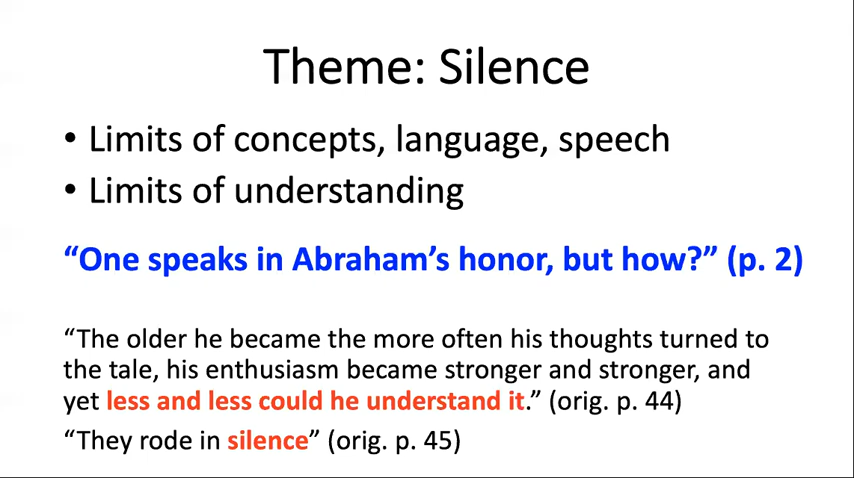 Theme: Silence
• Limits of concepts, language, speech
• Limits of understanding
“One speaks in Abraham’s honor, but how?” (p. 2)
“The older he became the more often his thoughts turned to
the tale, his enthusiasm became stronger and stronger, and
yet less and less could he understand it.” (orig. p. 44)
“They rode in silence” (orig. p. 45)